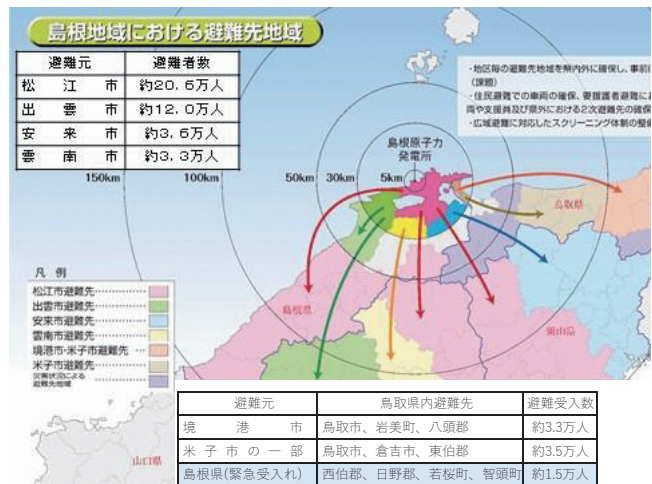 島根地域における避難先地域
避難元 避難者数
松江市 約20.6万人
出雲市 約12.0万人
安来市 約3.6万人
雲南市 約3.3万人
・地区毎の避難先地域を県内外に確保し、事前に
(課題)
・住民避難での車両の確保、要援護者避難にお
両や支援員及び県外における2次避難先の確保
・広域避難に対応したスクリーニング体制の整備
島根原子力
発電所
150km 100km 50km 30km 5km
鳥取県
島根県
岡山県
凡例
松江市避難先
出雲市避難先
安来市避難先
雲南市避難先
境港市・米子市避難先
米子市避難先
災害状況による
避難先地域
山口県
避難元 鳥取県内避難先 避難受入数
境港市 鳥取市、岩美町、八頭郡 約3.3万人
米子市の一部 鳥取市、倉吉市、東伯郡 約3.5万人
島根県(緊急受入れ) 西伯郡、日野郡、若桜町、智頭町 約1.5万人